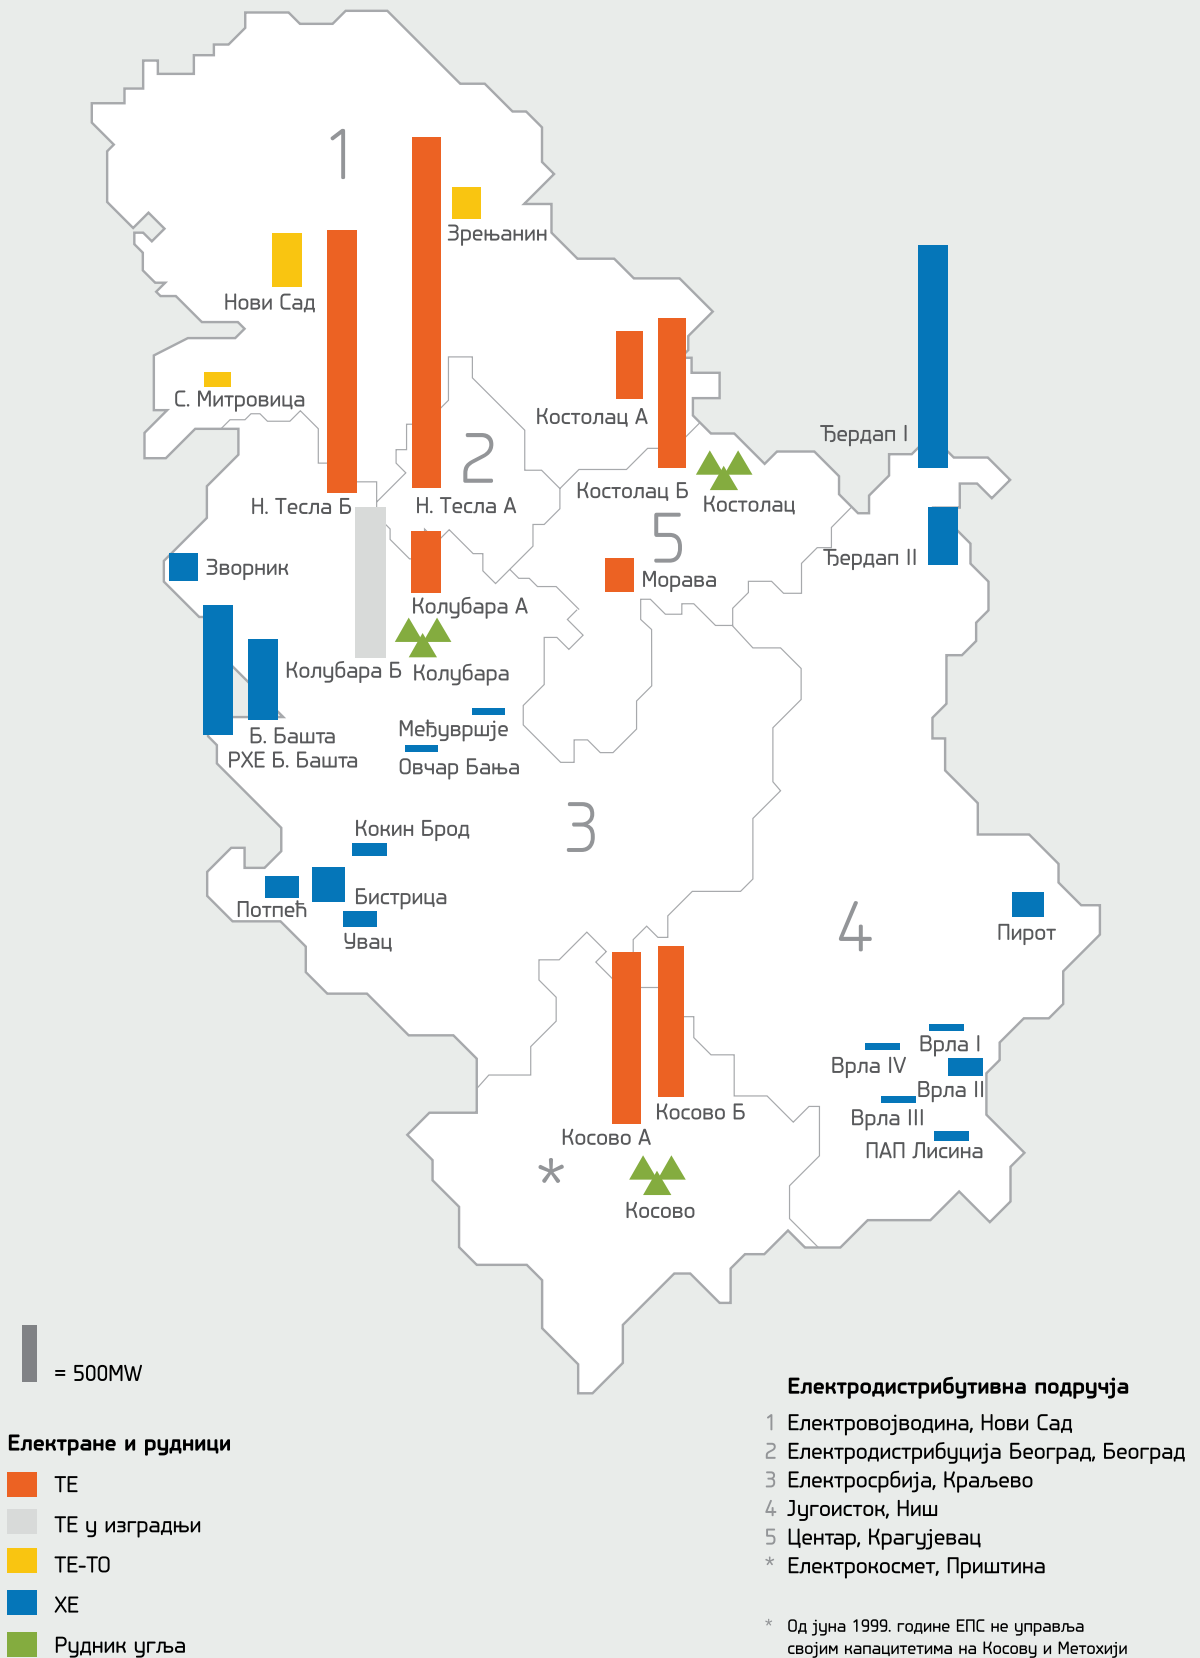 1
Зрењанин
Нови Сад
С. Митровица
Костолац А
Ђердап I
2
Н. Тесла Б
Н. Тесла А
Костолац Б
Костолац
5
Ђердап II
Зворник
Морава
Колубара А
Колубара Б
Колубара
Међувршје
Б. Башта
РХЕ Б. Башта
Овчар Бања
3
Кокин Брод
Бистрица
Потпећ
Увац
4
Пирот
Врла I
Врла IV
Врла II
Врла III
Косово Б
Косово А
ПАП Лисина
*
Косово
= 500MW
Електране и рудници
ТЕ
ТЕ у изградњи
ТЕ-ТО
ХЕ
Рудник угља
Електродистрибутивна подручја
1 Електровојводина, Нови Сад
2 Електродистрибуција Београд, Београд
3 Електросрбија, Краљево
4 Југоисток, Ниш
5 Центар, Крагујевац
* Електрокосмет, Приштина
* Од јуна 1999. године ЕПС не управља
својим капацитетима на Косову и Метохији